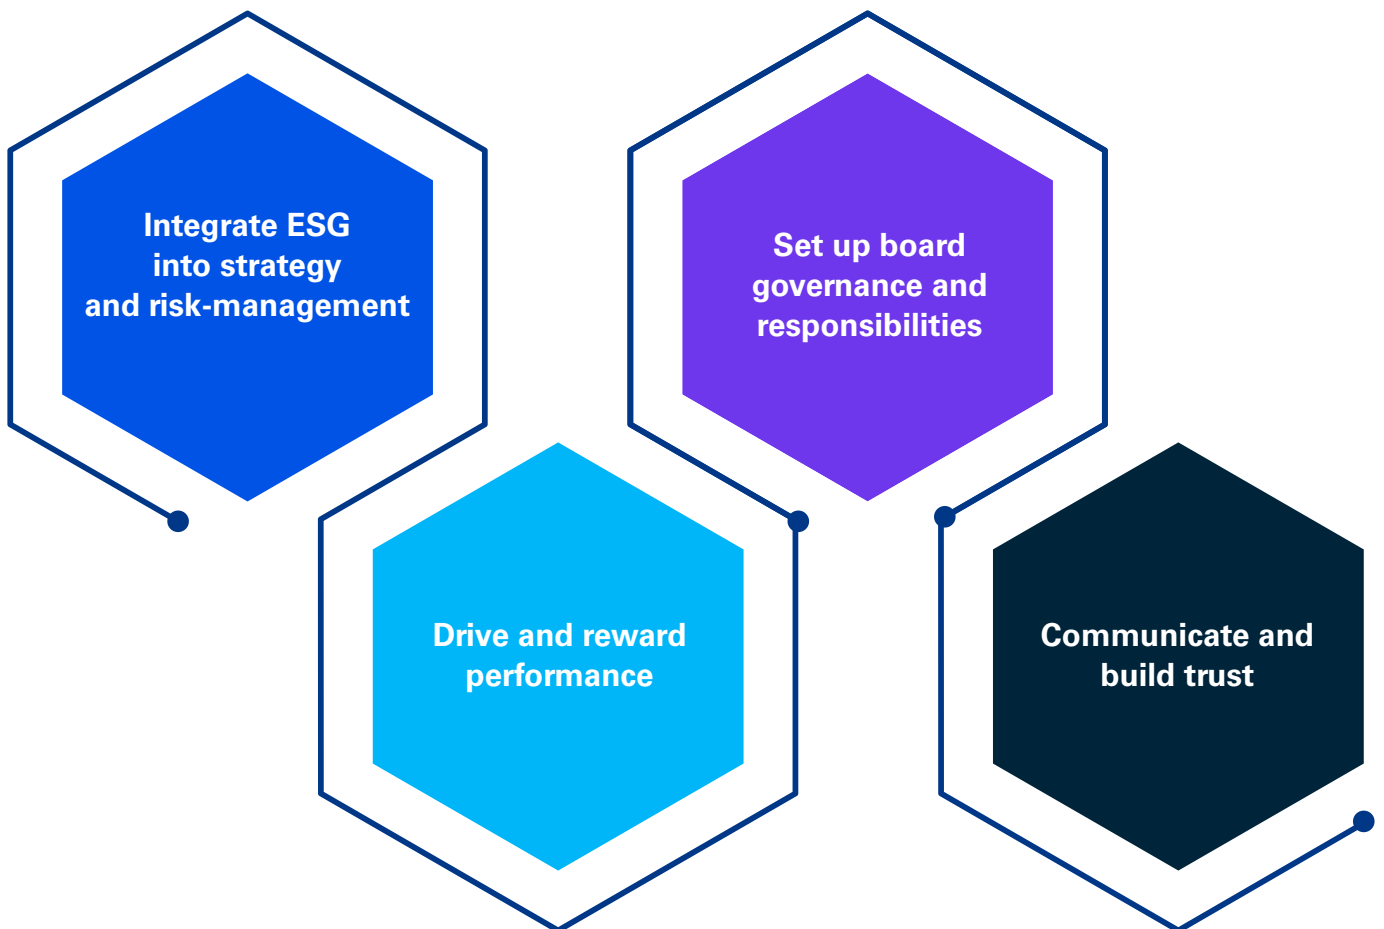 Integrate ESG
into strategy
and risk-management
Set up board
governance and
responsibilities
Drive and reward
performance
Communicate and
build trust